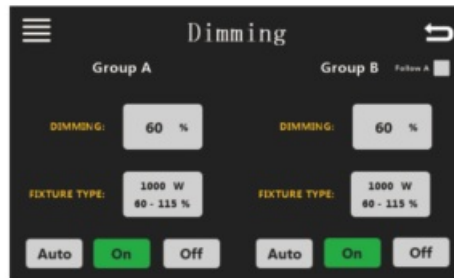 Dimming
Group A
Group B Follow A
DIMMING: 60 %
DIMMING: 60 %
FIXTURE TYPE: 1000 W
60 - 115 %
FIXTURE TYPE: 1000 W
60 - 115 %
Auto On Off
Auto On Off